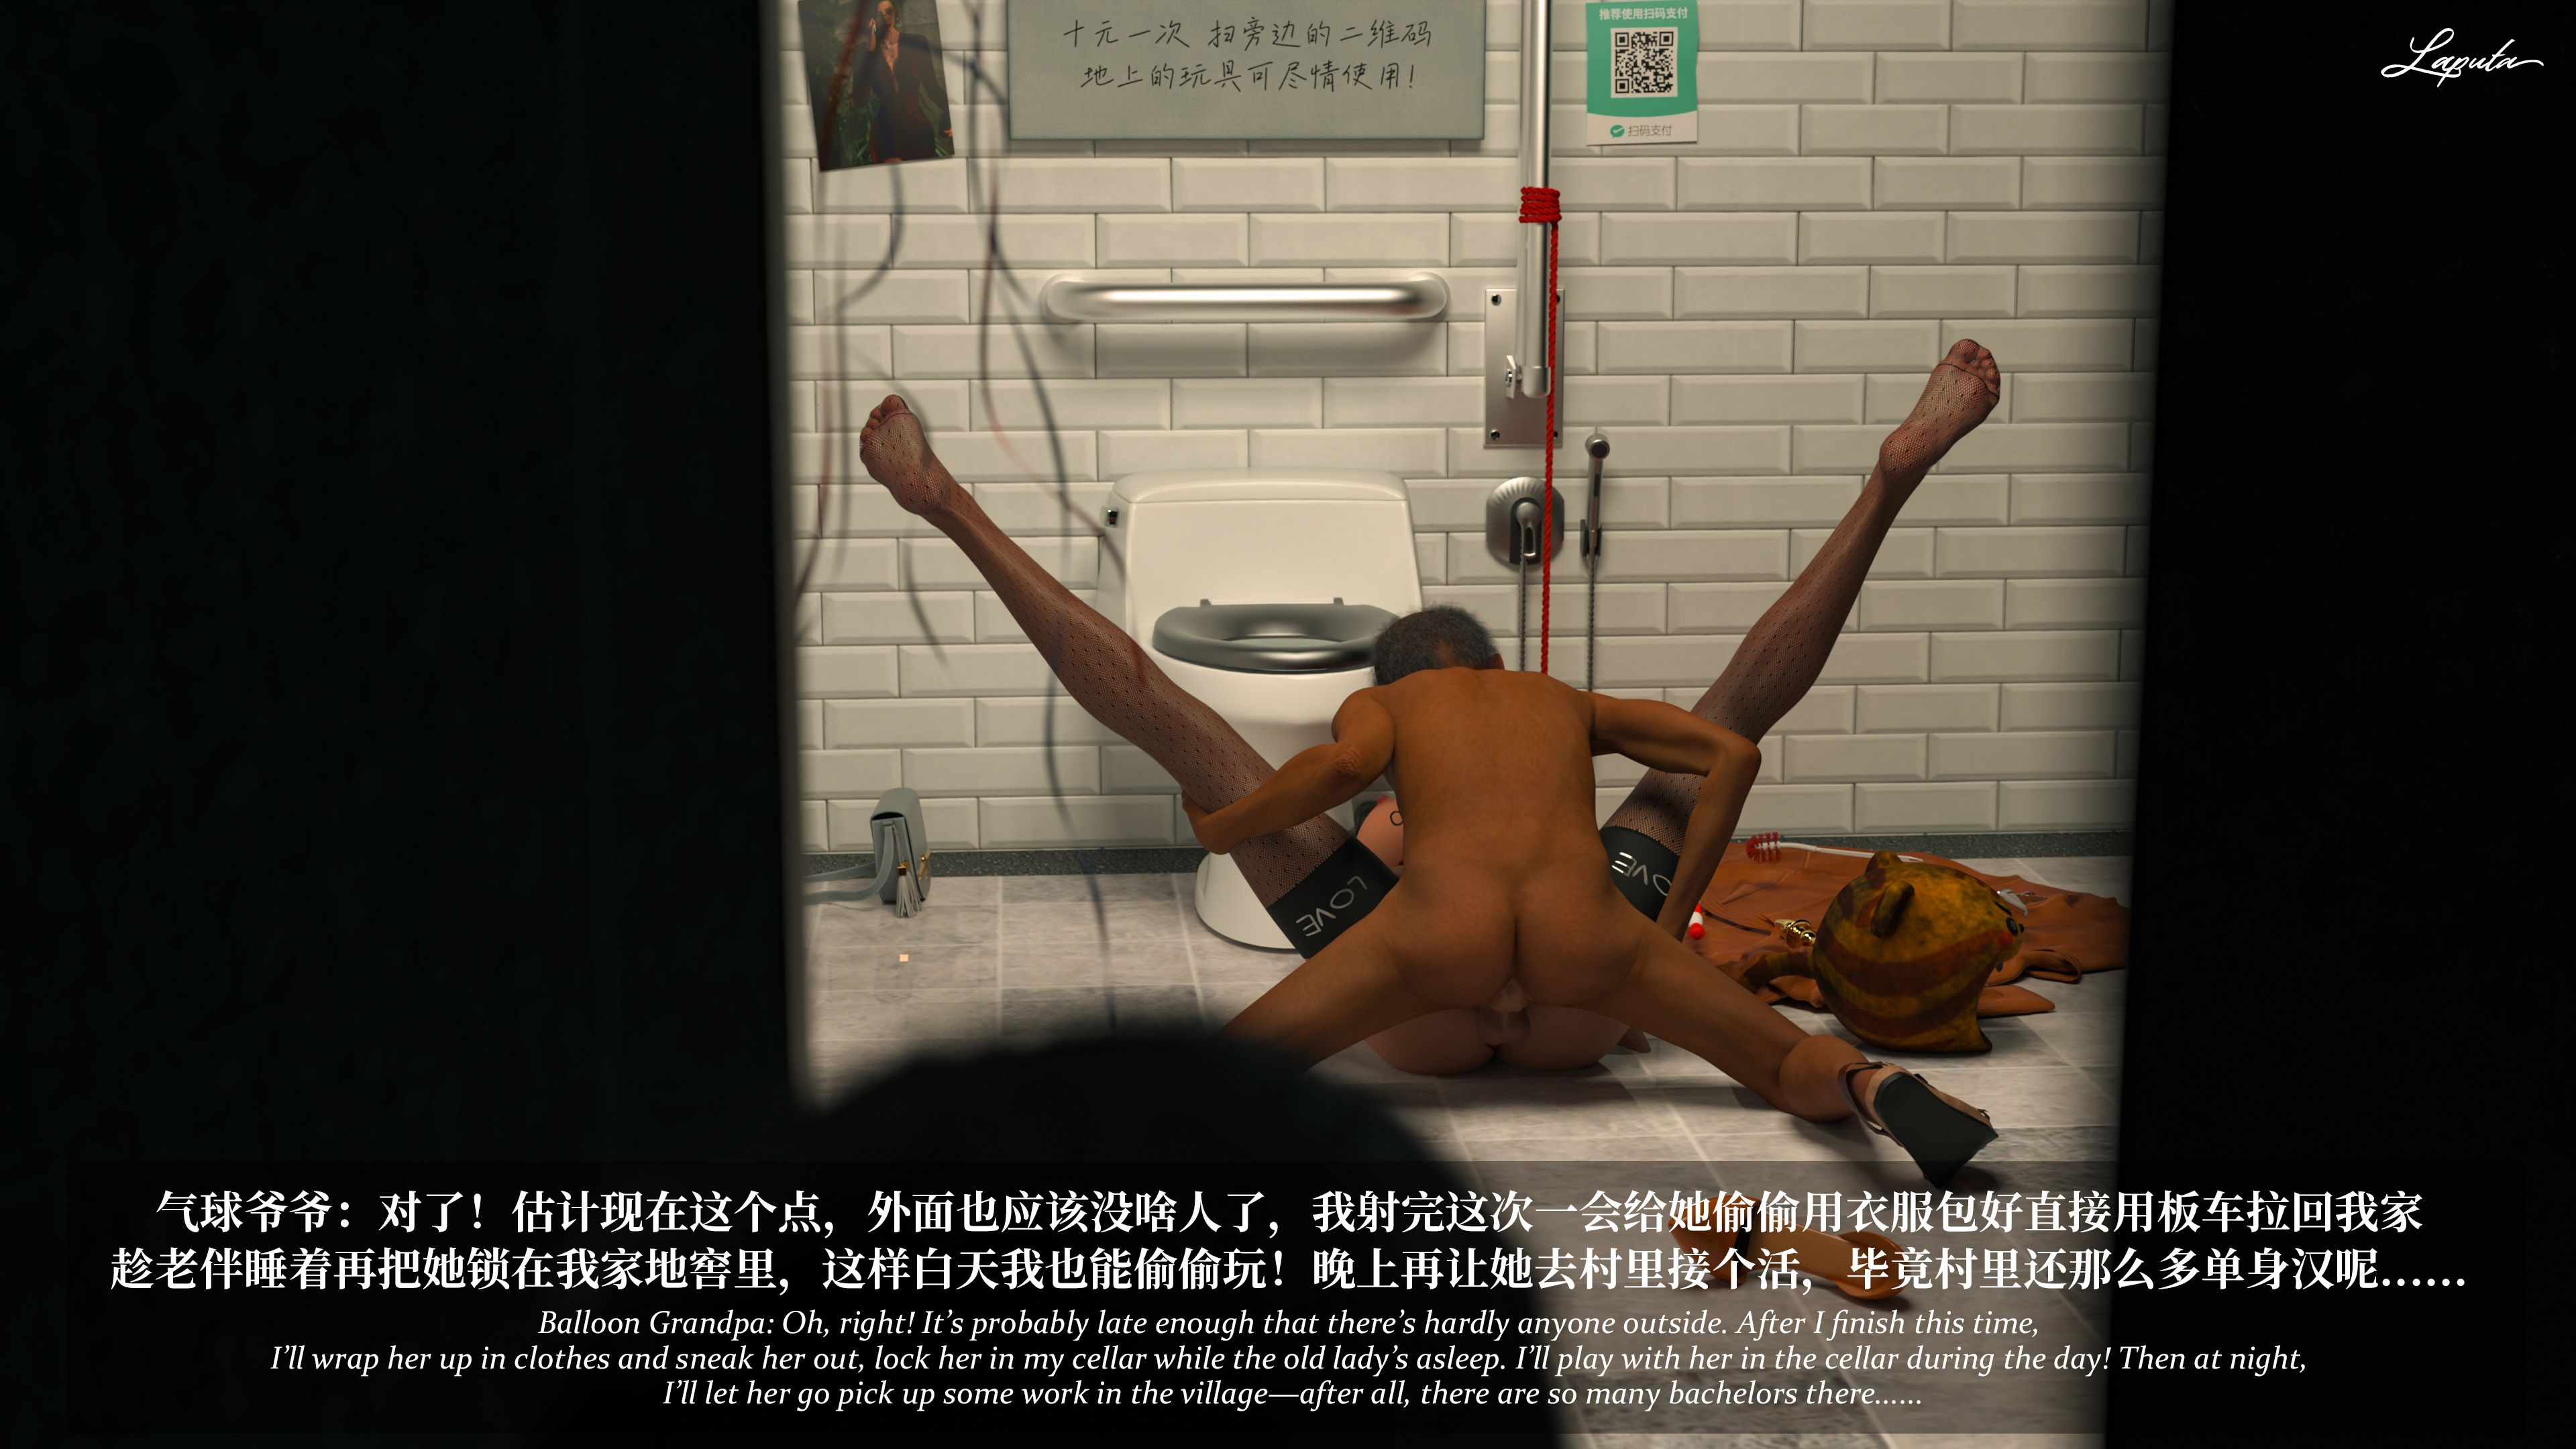 十元一次 扫旁边的二维码
地上的玩具可尽情使用！
推荐使用扫码支付
扫码支付
Laputa
LOVE
OVE
气球爷爷：对了！估计现在这个点，外面也应该没啥人了，我射完这次一会给她偷偷用衣服包好直接用板车拉回我家
趁老伴睡着再把她锁在我家地窖里，这样白天我也能偷偷玩！晚上再让她去村里接个活，毕竟村里还那么多单身汉呢……
Balloon Grandpa: Oh, right! It’s probably late enough that there’s hardly anyone outside. After I finish this time,
I’ll wrap her up in clothes and sneak her out, lock her in my cellar while the old lady’s asleep. I’ll play with her in the cellar during the day! Then at night,
I’ll let her go pick up some work in the village—after all, there are so many bachelors there……